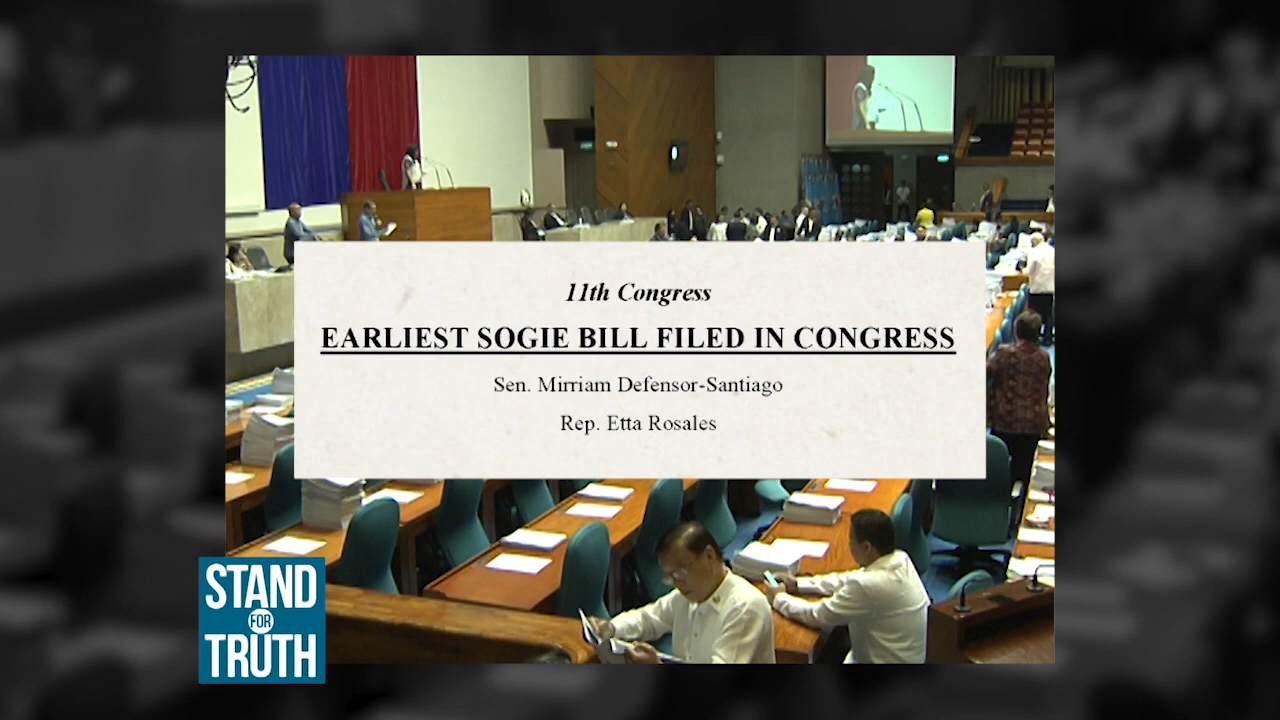 11th Congress
EARLIEST SOGIE BILL FILED IN CONGRESS
Sen. Mirriam Defensor-Santiago
Rep. Etta Rosales
STAND
FOR
TRUTH